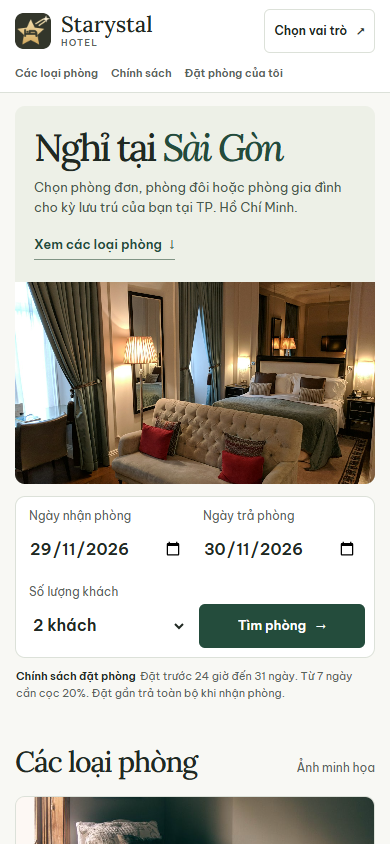 Starystal
HOTEL
Chọn vai trò ↗
Các loại phòng Chính sách Đặt phòng của tôi
Nghỉ tại Sài Gòn
Chọn phòng đơn, phòng đôi hoặc phòng gia đình
cho kỳ lưu trú của bạn tại TP. Hồ Chí Minh.
Xem các loại phòng ↓
Ngày nhận phòng
Ngày trả phòng
29/11/2026
30/11/2026
Số lượng khách
2 khách
Tìm phòng →
Chính sách đặt phòng Đặt trước 24 giờ đến 31 ngày. Từ 7 ngày
cần cọc 20%. Đặt gần trả toàn bộ khi nhận phòng.
Các loại phòng
Ảnh minh họa